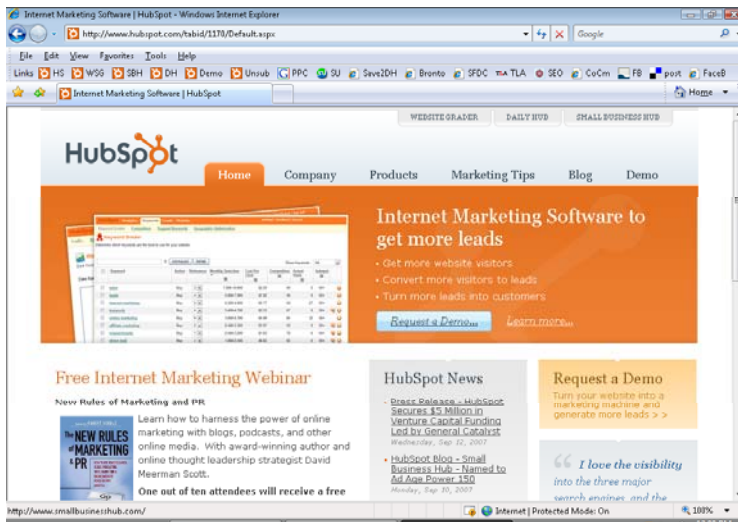 Internet Marketing Software | HubSpot - Windows Internet Explorer
http://www.hubspot.com/tabid/1170/Default.aspx
Google
File Edit View Favorites Tools Help
Links HS WSG SBH DH Demo Unsub PPC SU Save2DH Bronto SFDC TLA SEO CoCm FB post FaceB
Internet Marketing Software | HubSpot
Home
WEBSITE GRADER DAILY HUB SMALL BUSINESS HUB
HubSpot
Home Company Products Marketing Tips Blog Demo
Internet Marketing Software to
get more leads
• Get more website visitors
• Convert more visitors to leads
• Turn more leads into customers
Request a Demo... Learn more...
Free Internet Marketing Webinar
New Rules of Marketing and PR
The NEW RULES
of MARKETING
& PR
Learn how to harness the power of online
marketing with blogs, podcasts, and other
online media. With award-winning author and
online thought leadership strategist David
Meerman Scott.
One out of ten attendees will receive a free
HubSpot News
• Press Release - HubSpot
Secures $5 Million in
Venture Capital Funding
Led by General Catalyst
Wednesday, Sep 12, 2007
• HubSpot Blog - Small
Business Hub - Named to
Ad Age Power 150
Monday, Sep 10, 2007
Request a Demo
Turn your website into a
marketing machine and
generate more leads > >
I love the visibility
into the three major
search engines and the
http://www.smallbusinesshub.com/
Internet | Protected Mode: On
100%